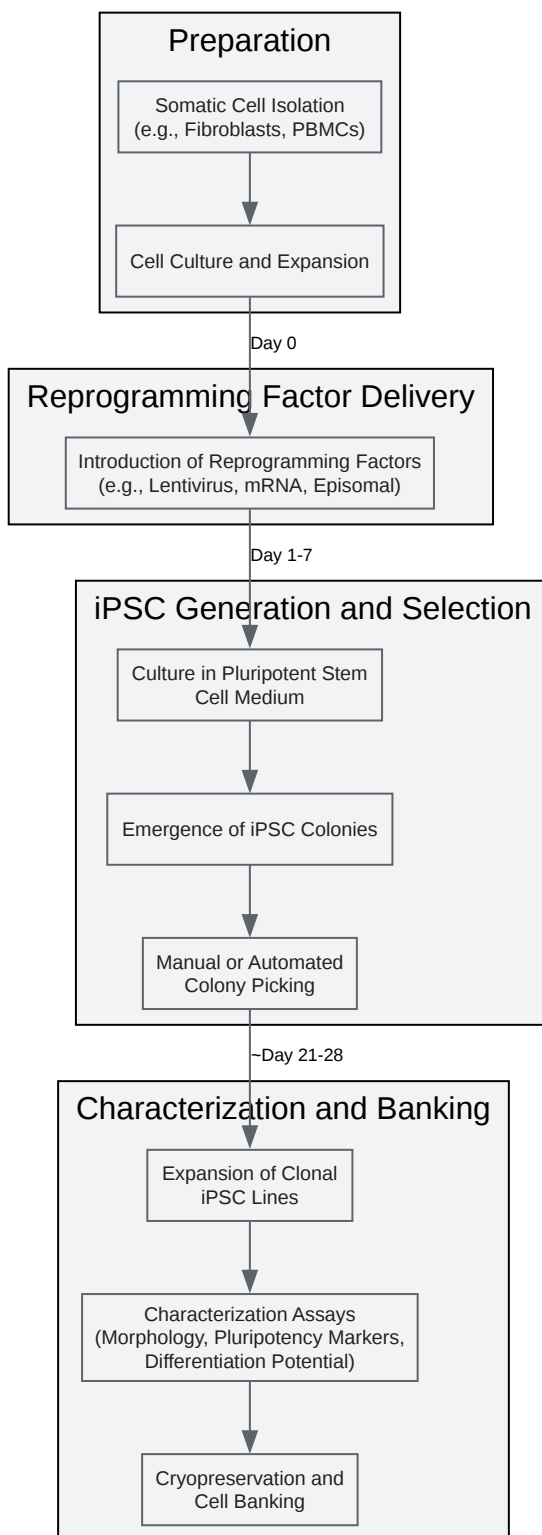 Preparation
Somatic Cell Isolation
(e.g., Fibroblasts, PBMCs)
Cell Culture and Expansion
Day 0
Reprogramming Factor Delivery
Introduction of Reprogramming Factors
(e.g., Lentivirus, mRNA, Episomal)
Day 1-7
iPSC Generation and Selection
Culture in Pluripotent Stem
Cell Medium
Emergence of iPSC Colonies
Manual or Automated
Colony Picking
~Day 21-28
Characterization and Banking
Expansion of Clonal
iPSC Lines
Characterization Assays
(Morphology, Pluripotency Markers,
Differentiation Potential)
Cryopreservation and
Cell Banking